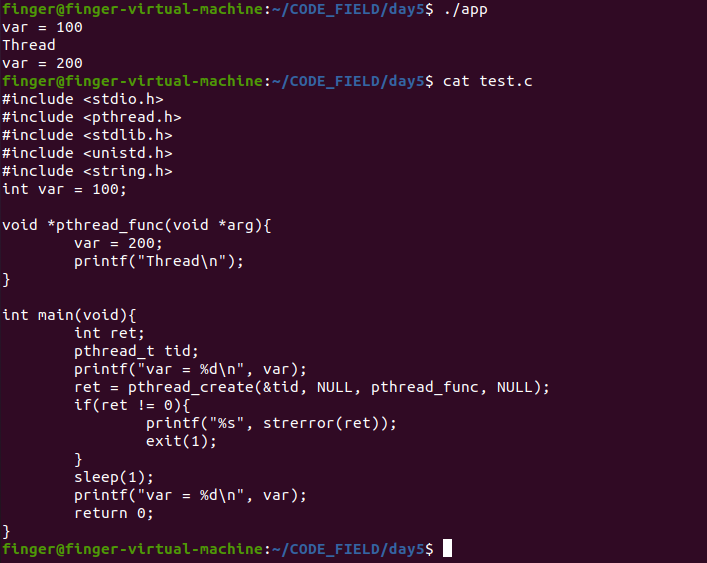 finger@finger-virtual-machine:~/CODE_FIELD/day5$ ./app
var = 100
Thread
var = 200
finger@finger-virtual-machine:~/CODE_FIELD/day5$ cat test.c
#include <stdio.h>
#include <pthread.h>
#include <stdlib.h>
#include <unistd.h>
#include <string.h>
int var = 100;

void *pthread_func(void *arg){
        var = 200;
        printf("Thread\n");
}

int main(void){
        int ret;
        pthread_t tid;
        printf("var = %d\n", var);
        ret = pthread_create(&tid, NULL, pthread_func, NULL);
        if(ret != 0){
                printf("%s", strerror(ret));
                exit(1);
        }
        sleep(1);
        printf("var = %d\n", var);
        return 0;
}
finger@finger-virtual-machine:~/CODE_FIELD/day5$